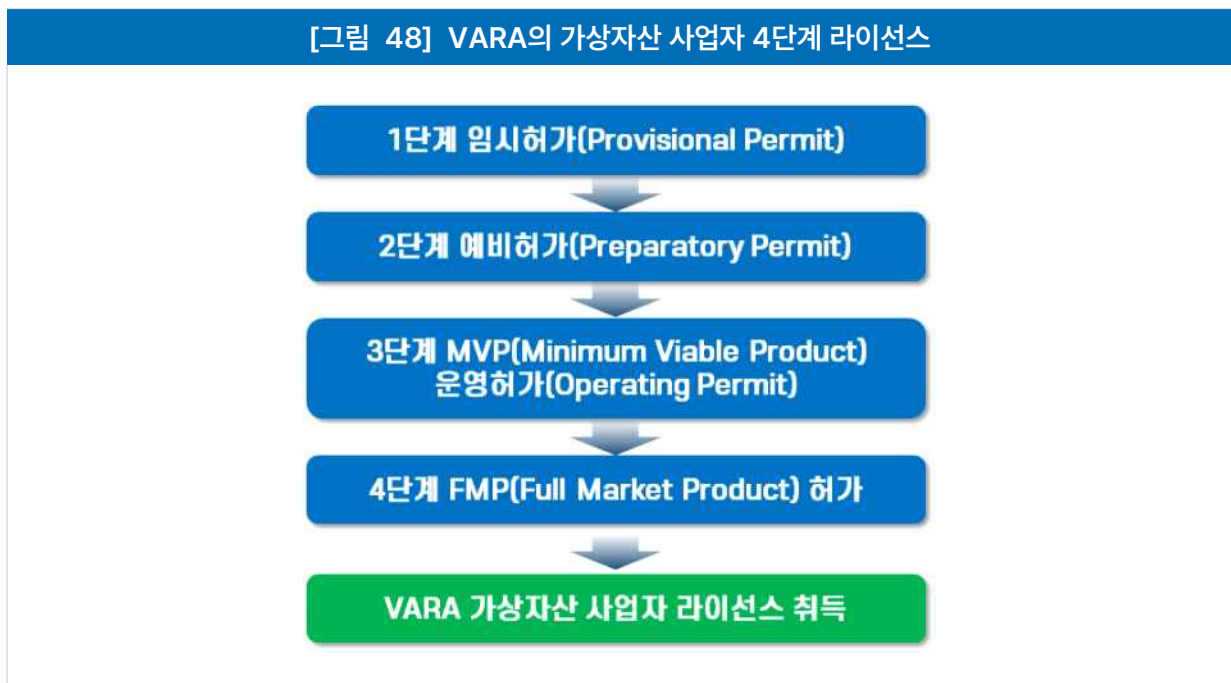 [그림 48] VARA의 가상자산 사업자 4단계 라이선스
1단계 임시허가(Provisional Permit)
2단계 예비허가(Preparatory Permit)
3단계 MVP(Minimum Viable Product)
운영허가(Operating Permit)
4단계 FMP(Full Market Product) 허가
VARA 가상자산 사업자 라이선스 취득